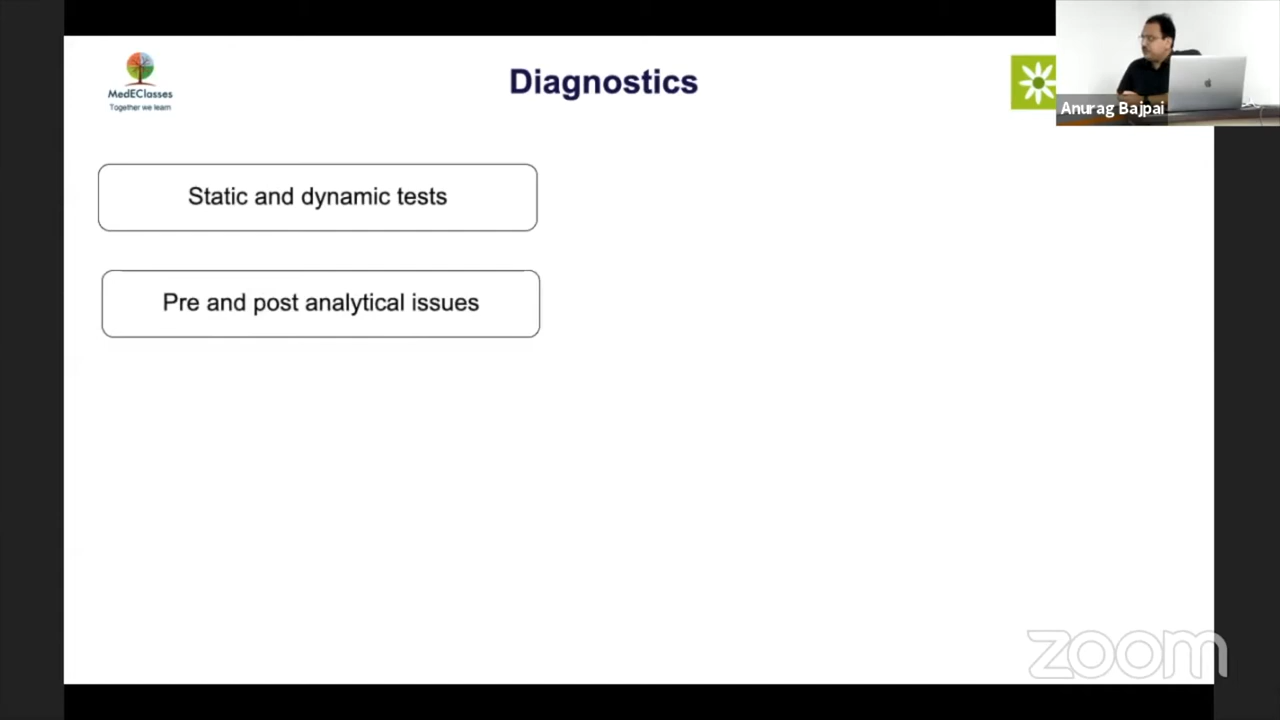 Diagnostics
MedEClasses
Together we learn
Anurag Bajpai
Static and dynamic tests
Pre and post analytical issues
zoom